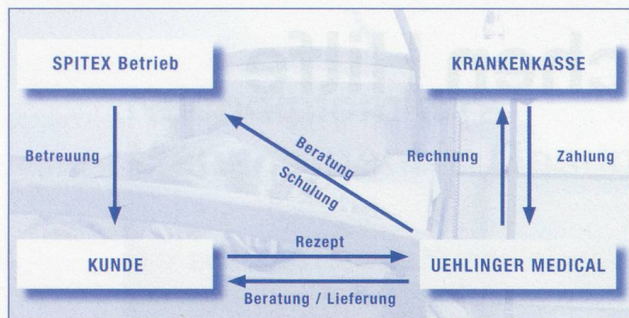 SPITEX Betrieb
KRANKENKASSE
Betreuung
Beratung
Schulung
Rechnung
Zahlung
Rezept
KUNDE
UEHLINGER MEDICAL
Beratung / Lieferung